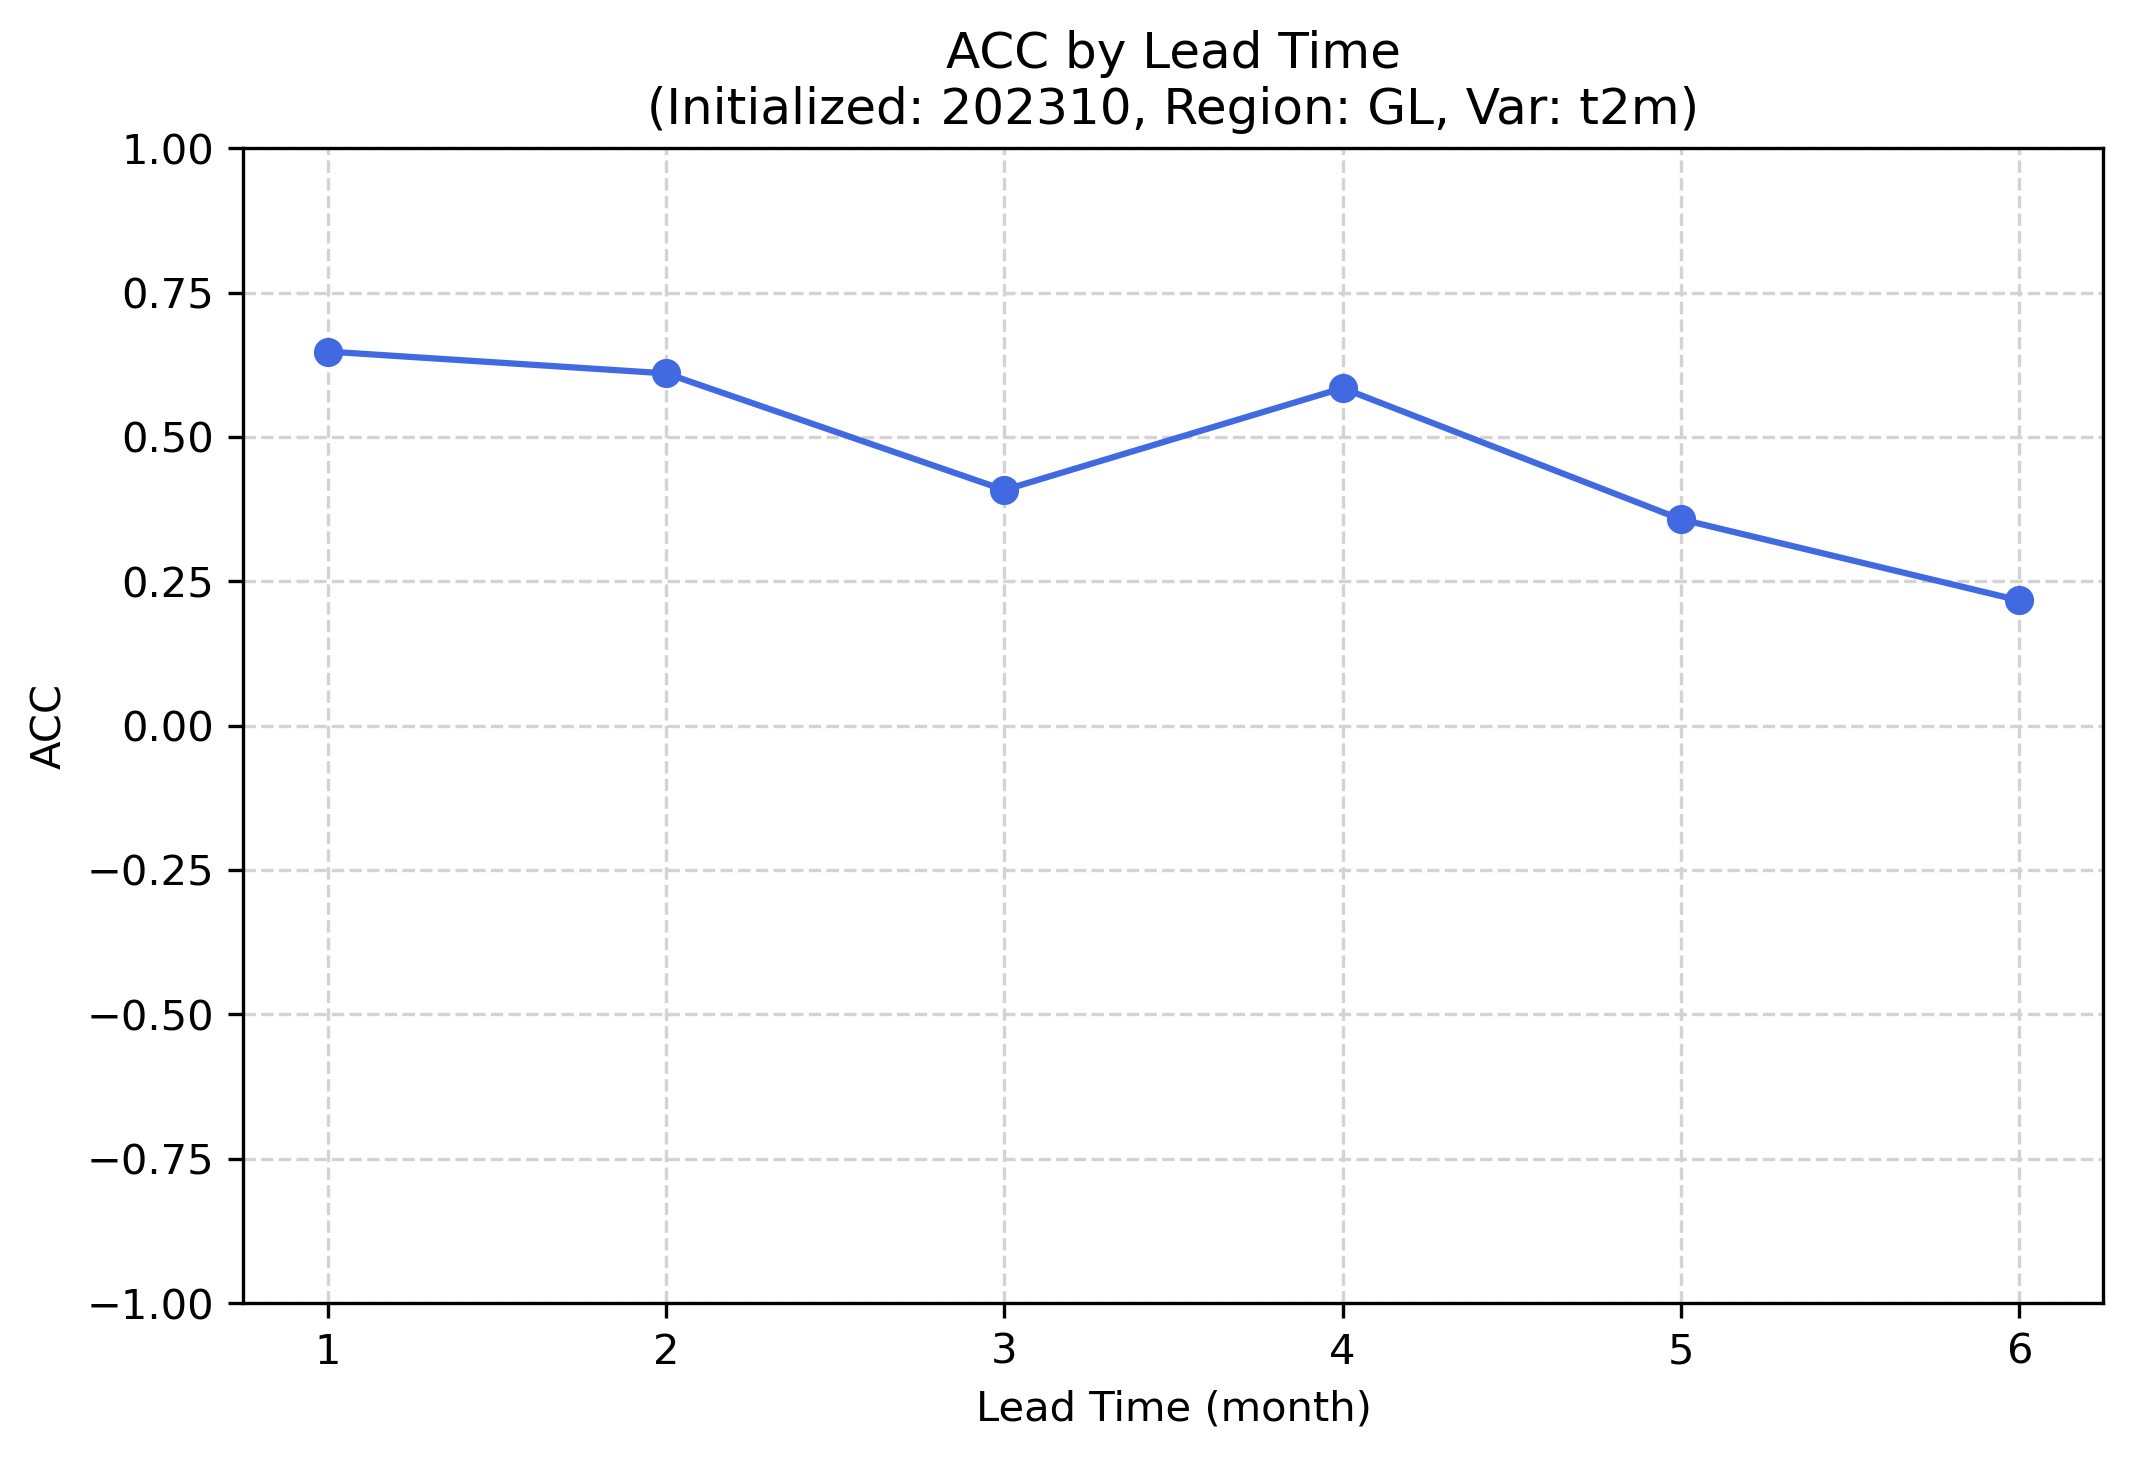 ACC by Lead Time
(Initialized: 202310, Region: GL, Var: t2m)
1.00
0.75
0.50
0.25
0.00
−0.25
−0.50
−0.75
−1.00
ACC
1 2 3 4 5 6
Lead Time (month)